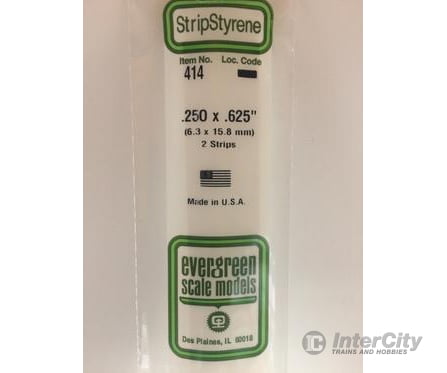 StripStyrene
Item No. Loc. Code
414
.250 x .625"
(6.3 x 15.8 mm)
2 Strips
Made in U.S.A.
evergreen
scale models
Des Plaines, IL 60018
InterCity
TRAINS AND HOBBIES